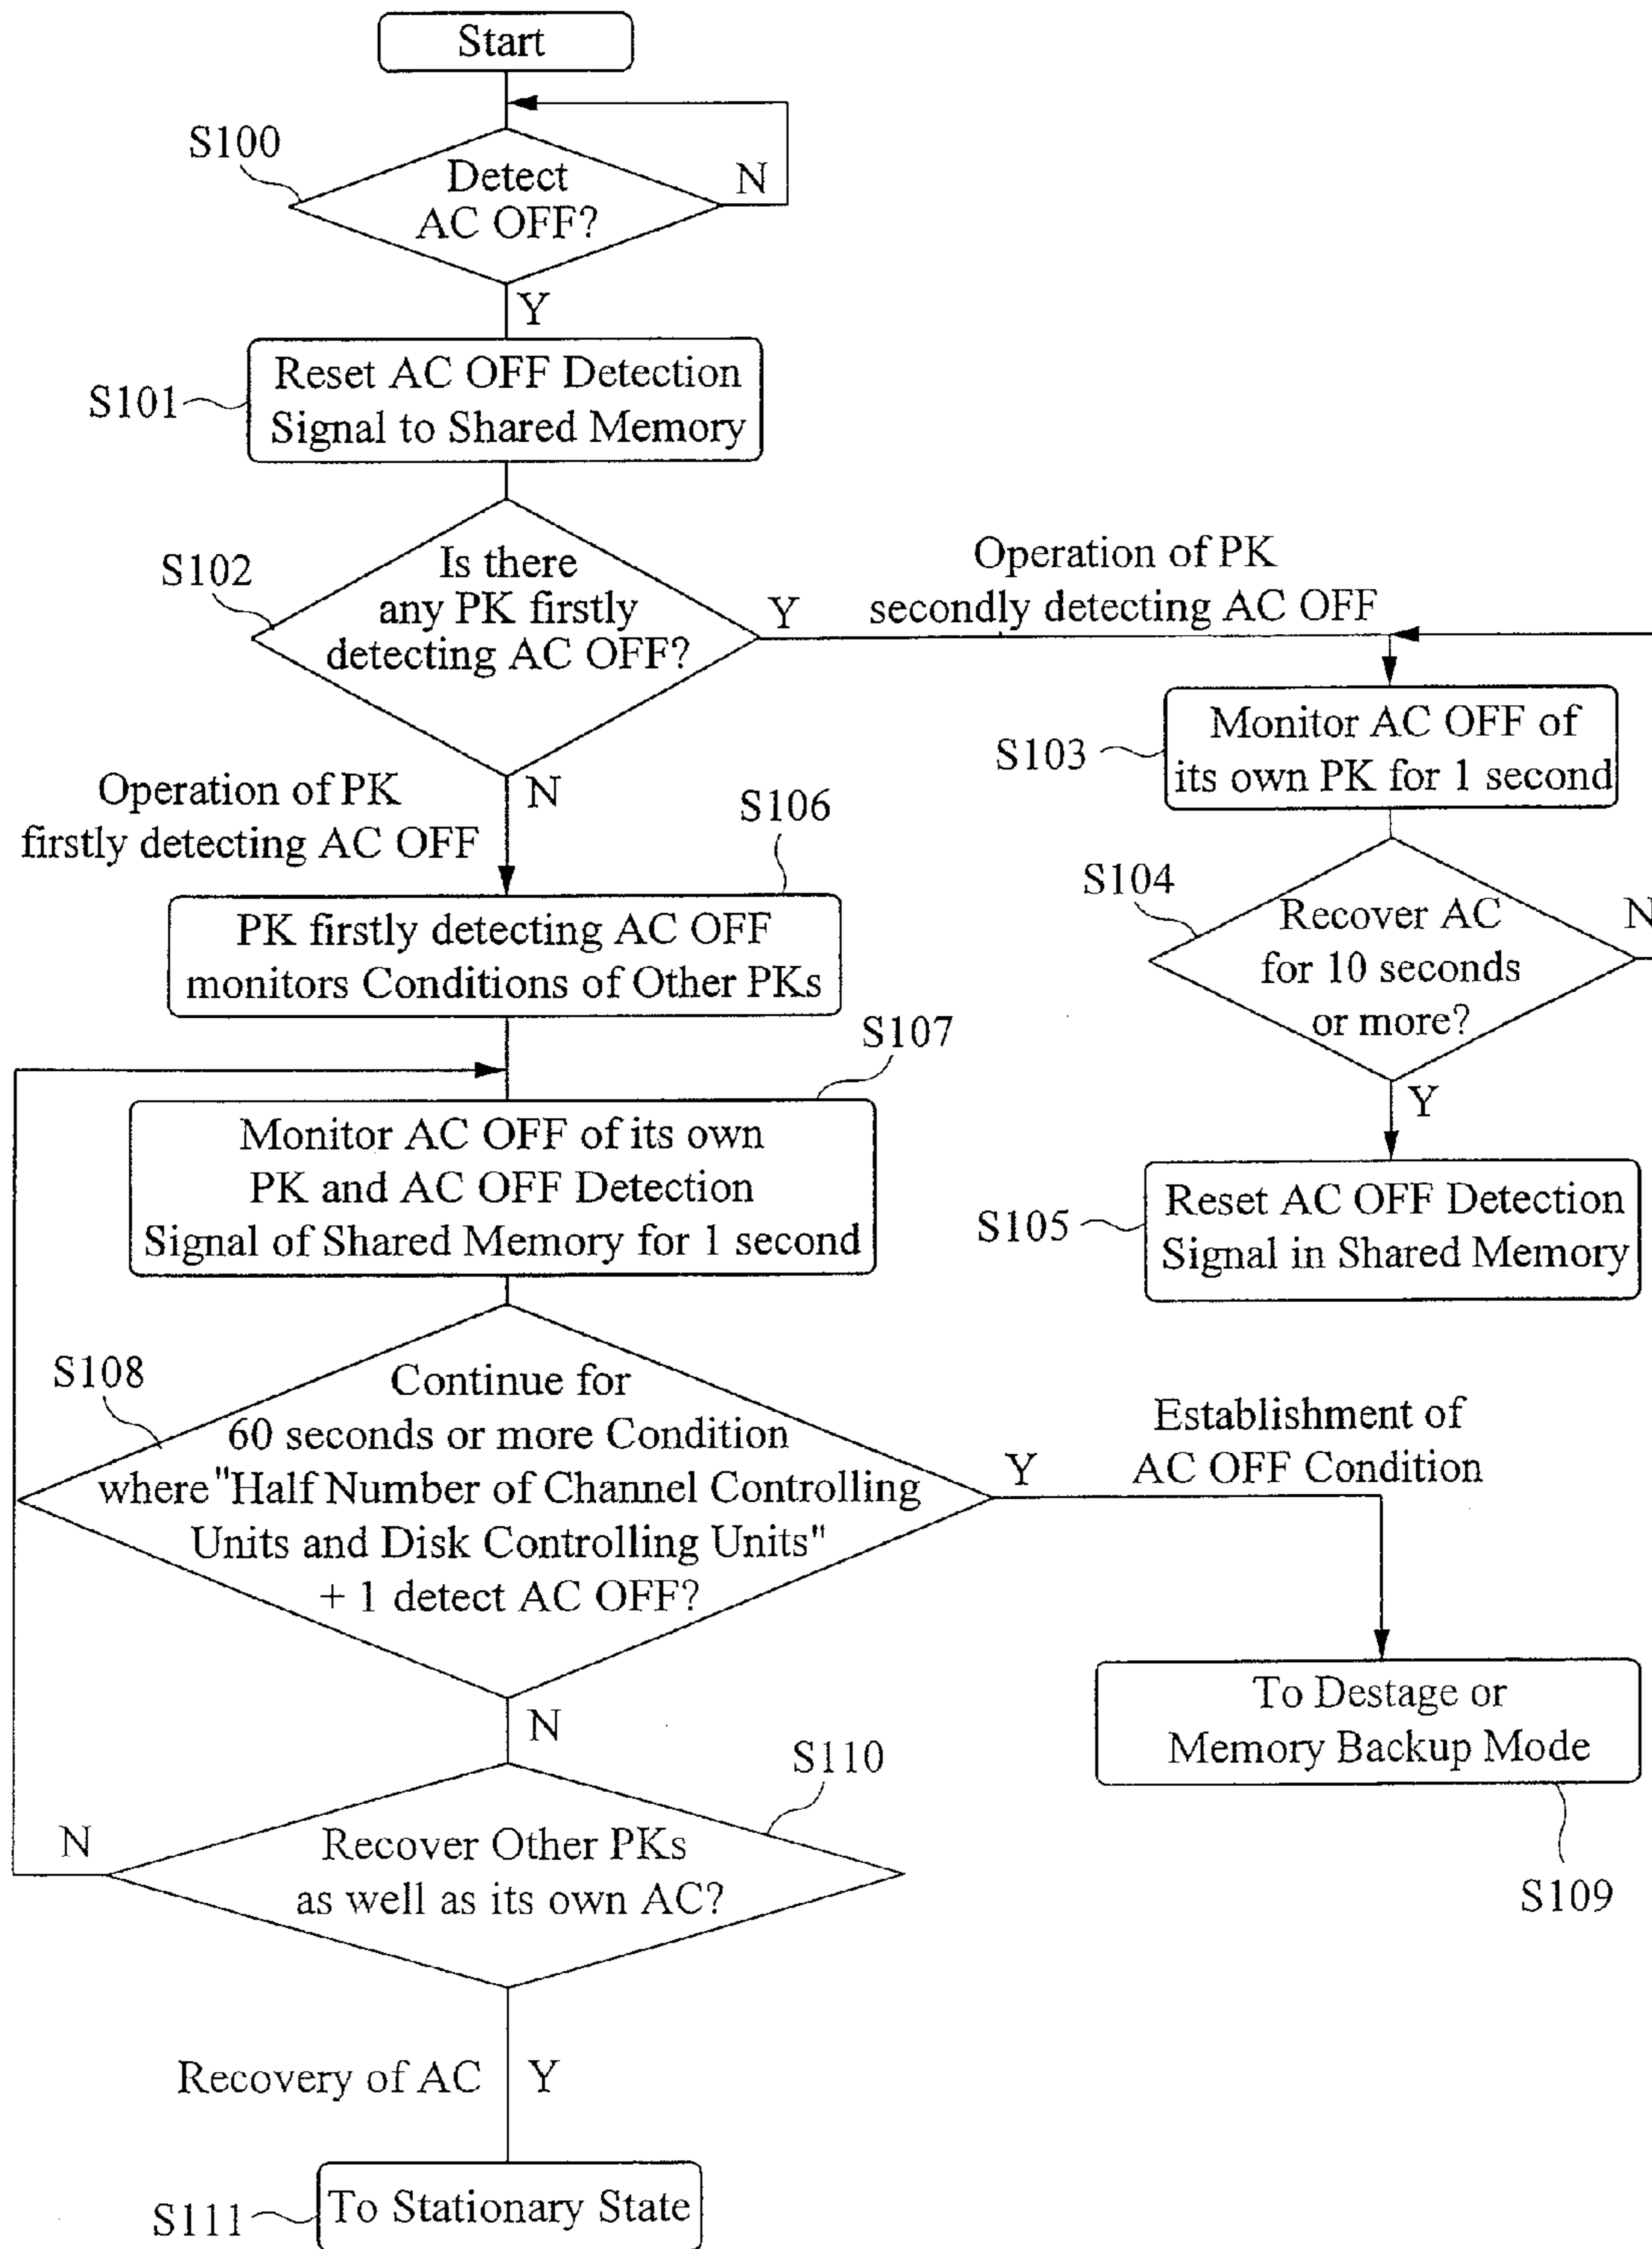 Start
S100
Detect
AC OFF?
N
Y
S101
Reset AC OFF Detection
Signal to Shared Memory
S102
Is there
any PK firstly
detecting AC OFF?
Y
Operation of PK
secondly detecting AC OFF
N
Operation of PK
firstly detecting AC OFF
S103
Monitor AC OFF of
its own PK for 1 second
S104
Recover AC
for 10 seconds
or more?
N
Y
S105
Reset AC OFF Detection
Signal in Shared Memory
S106
PK firstly detecting AC OFF
monitors Conditions of Other PKs
S107
Monitor AC OFF of its own
PK and AC OFF Detection
Signal of Shared Memory for 1 second
S108
Continue for
60 seconds or more Condition
where "Half Number of Channel Controlling
Units and Disk Controlling Units"
+ 1 detect AC OFF?
Y
Establishment of
AC OFF Condition
To Destage or
Memory Backup Mode
S109
N
S110
Recover Other PKs
as well as its own AC?
N
Recovery of AC
Y
S111
To Stationary State